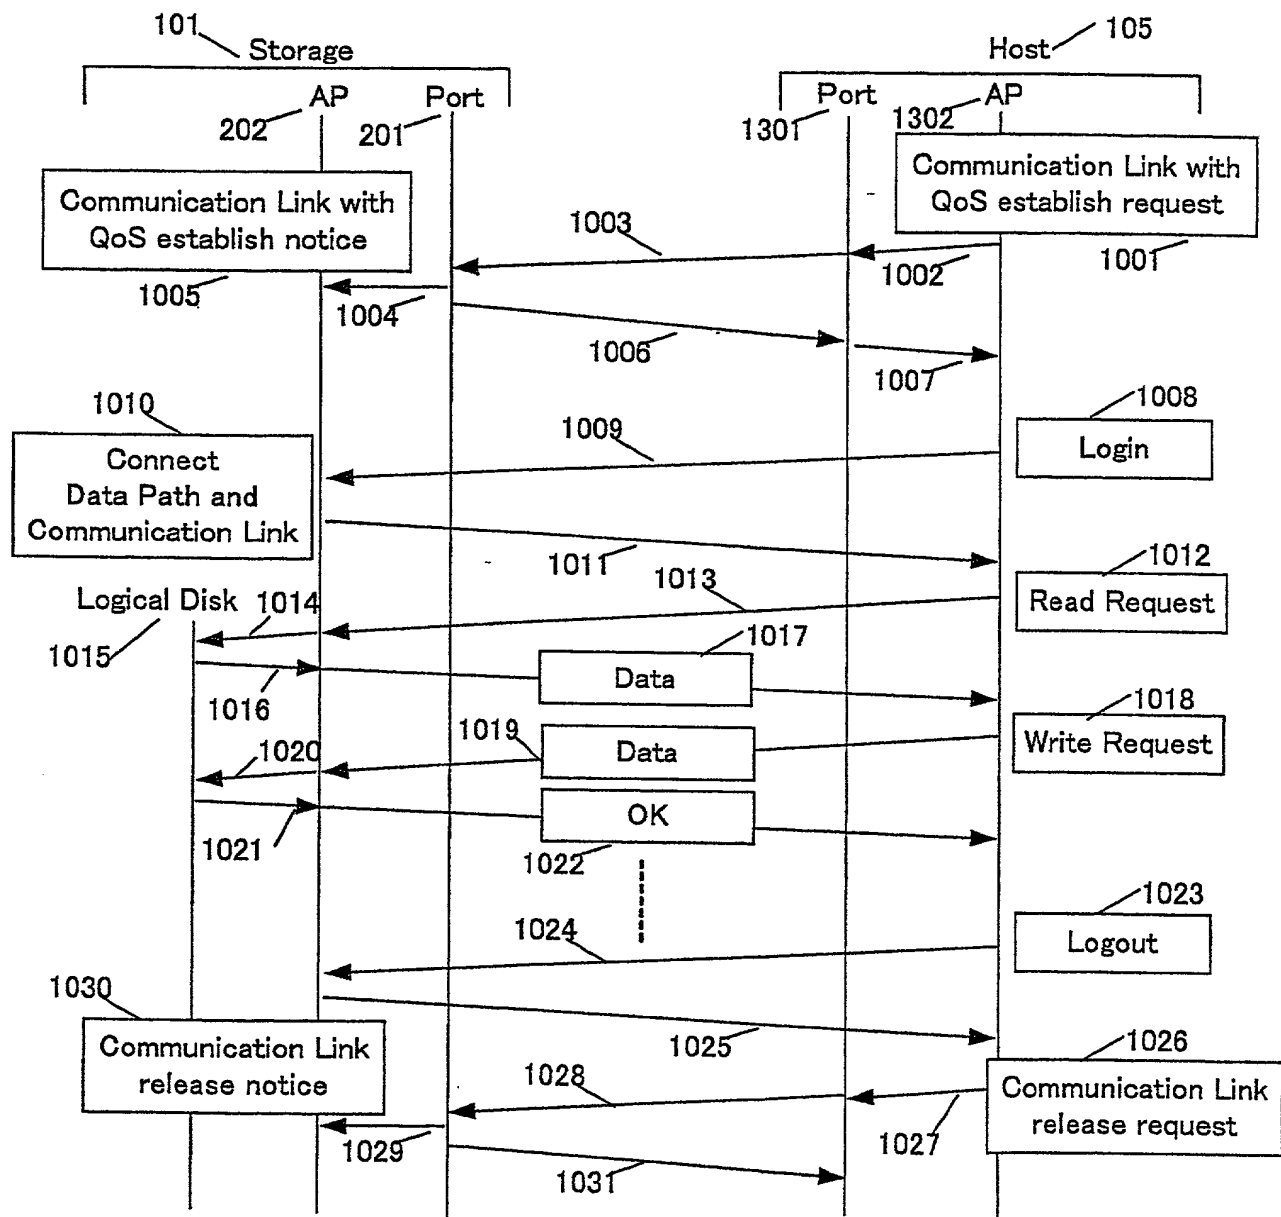 101
Storage
Host
105
AP
Port
Port
AP
202
201
1301
1302
Communication Link with
QoS establish notice
Communication Link with
QoS establish request
1003
1002
1001
1005
1004
1006
1007
1010
1008
1009
Connect
Data Path and
Communication Link
Login
1011
1013
1012
Logical Disk
1014
Read Request
1015
1017
1016
Data
1018
1019
1020
Data
Write Request
1021
OK
1022
1023
1024
Logout
1030
1025
1026
Communication Link
release notice
1028
Communication Link
release request
1029
1027
1031